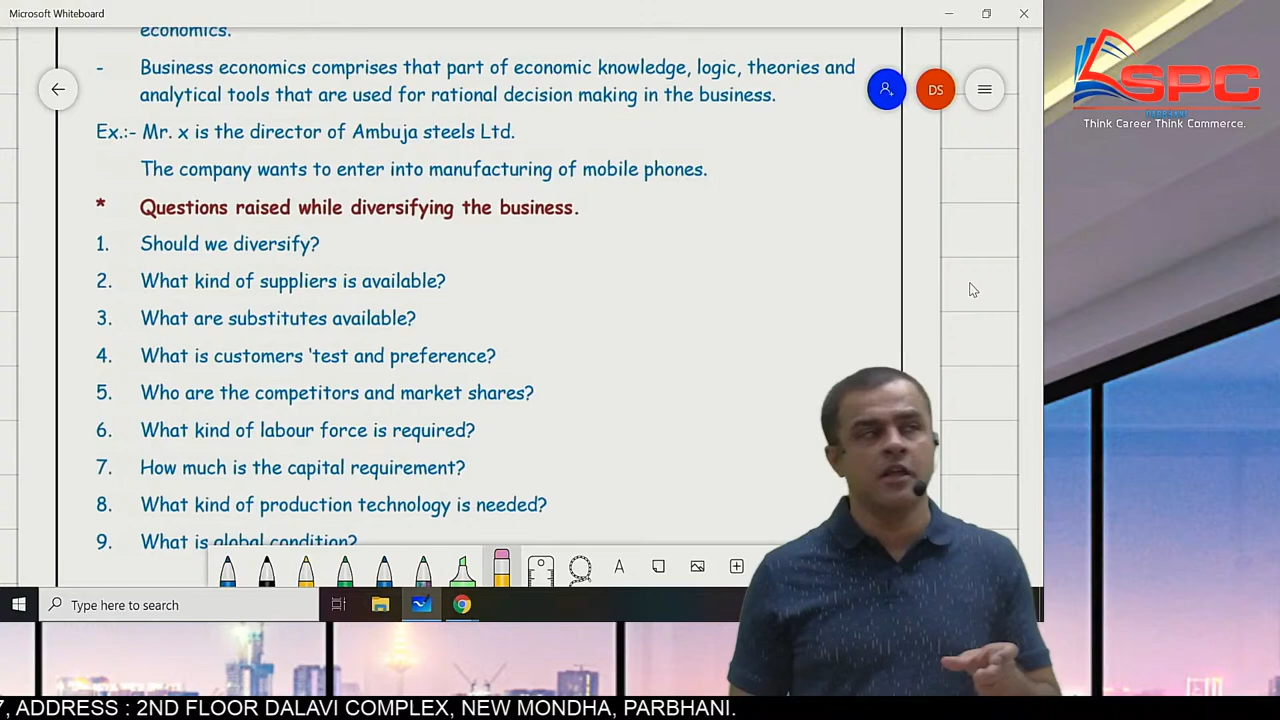 Microsoft Whiteboard
economics.
- Business economics comprises that part of economic knowledge, logic, theories and
analytical tools that are used for rational decision making in the business.
DS
Ex.:- Mr. x is the director of Ambuja steels Ltd.
The company wants to enter into manufacturing of mobile phones.
* Questions raised while diversifying the business.
1. Should we diversify?
2. What kind of suppliers is available?
3. What are substitutes available?
4. What is customers 'test and preference?
5. Who are the competitors and market shares?
6. What kind of labour force is required?
7. How much is the capital requirement?
8. What kind of production technology is needed?
9. What is global condition?
A
Type here to search
SPC
PARBHANI
Think Career Think Commerce.
7, ADDRESS : 2ND FLOOR DALAVI COMPLEX, NEW MONDHA, PARBHANI.